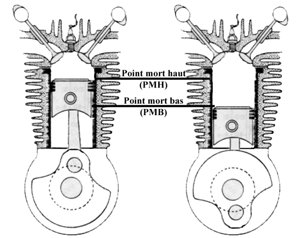 Point mort haut
(PMH)
Point mort bas
(PMB)